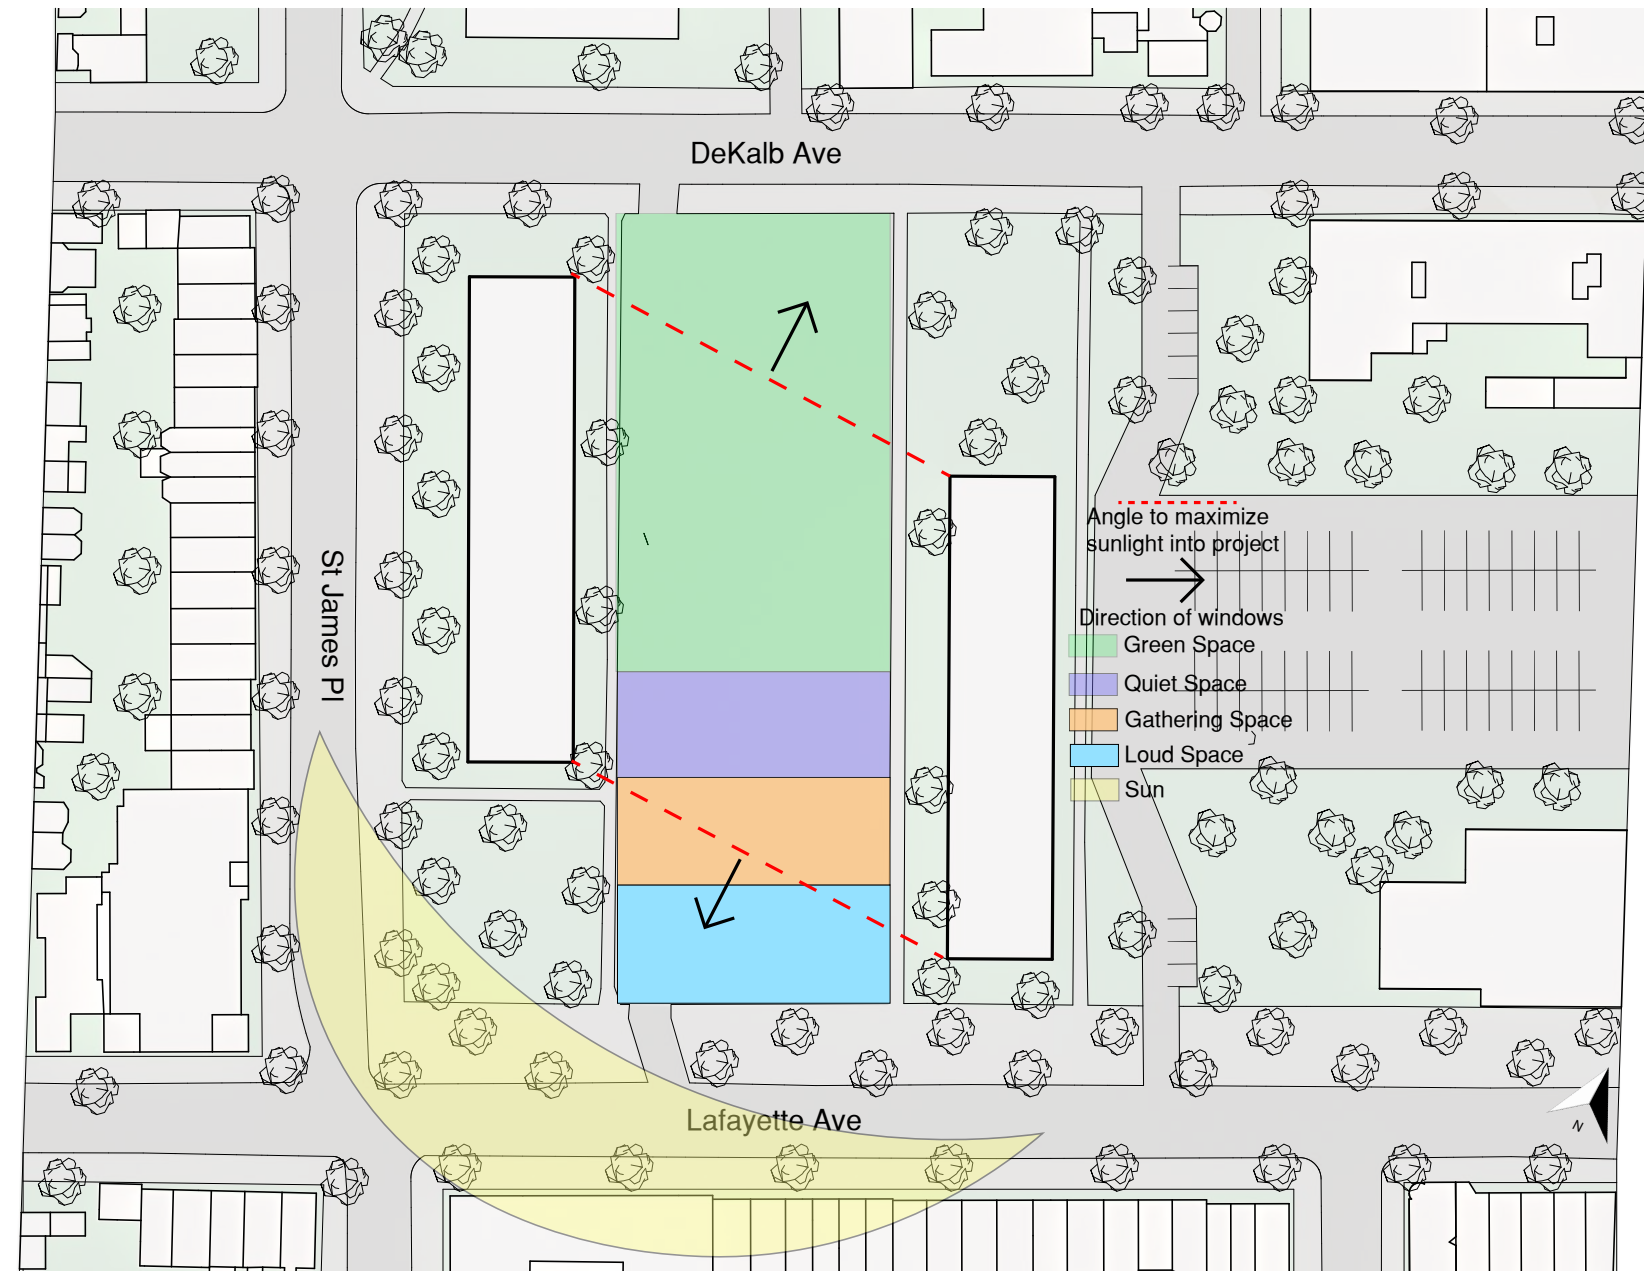 DeKalb Ave
St James Pl
Angle to maximize
sunlight into project
Direction of windows
Green Space
Quiet Space
Gathering Space
Loud Space
Sun
Lafayette Ave
N